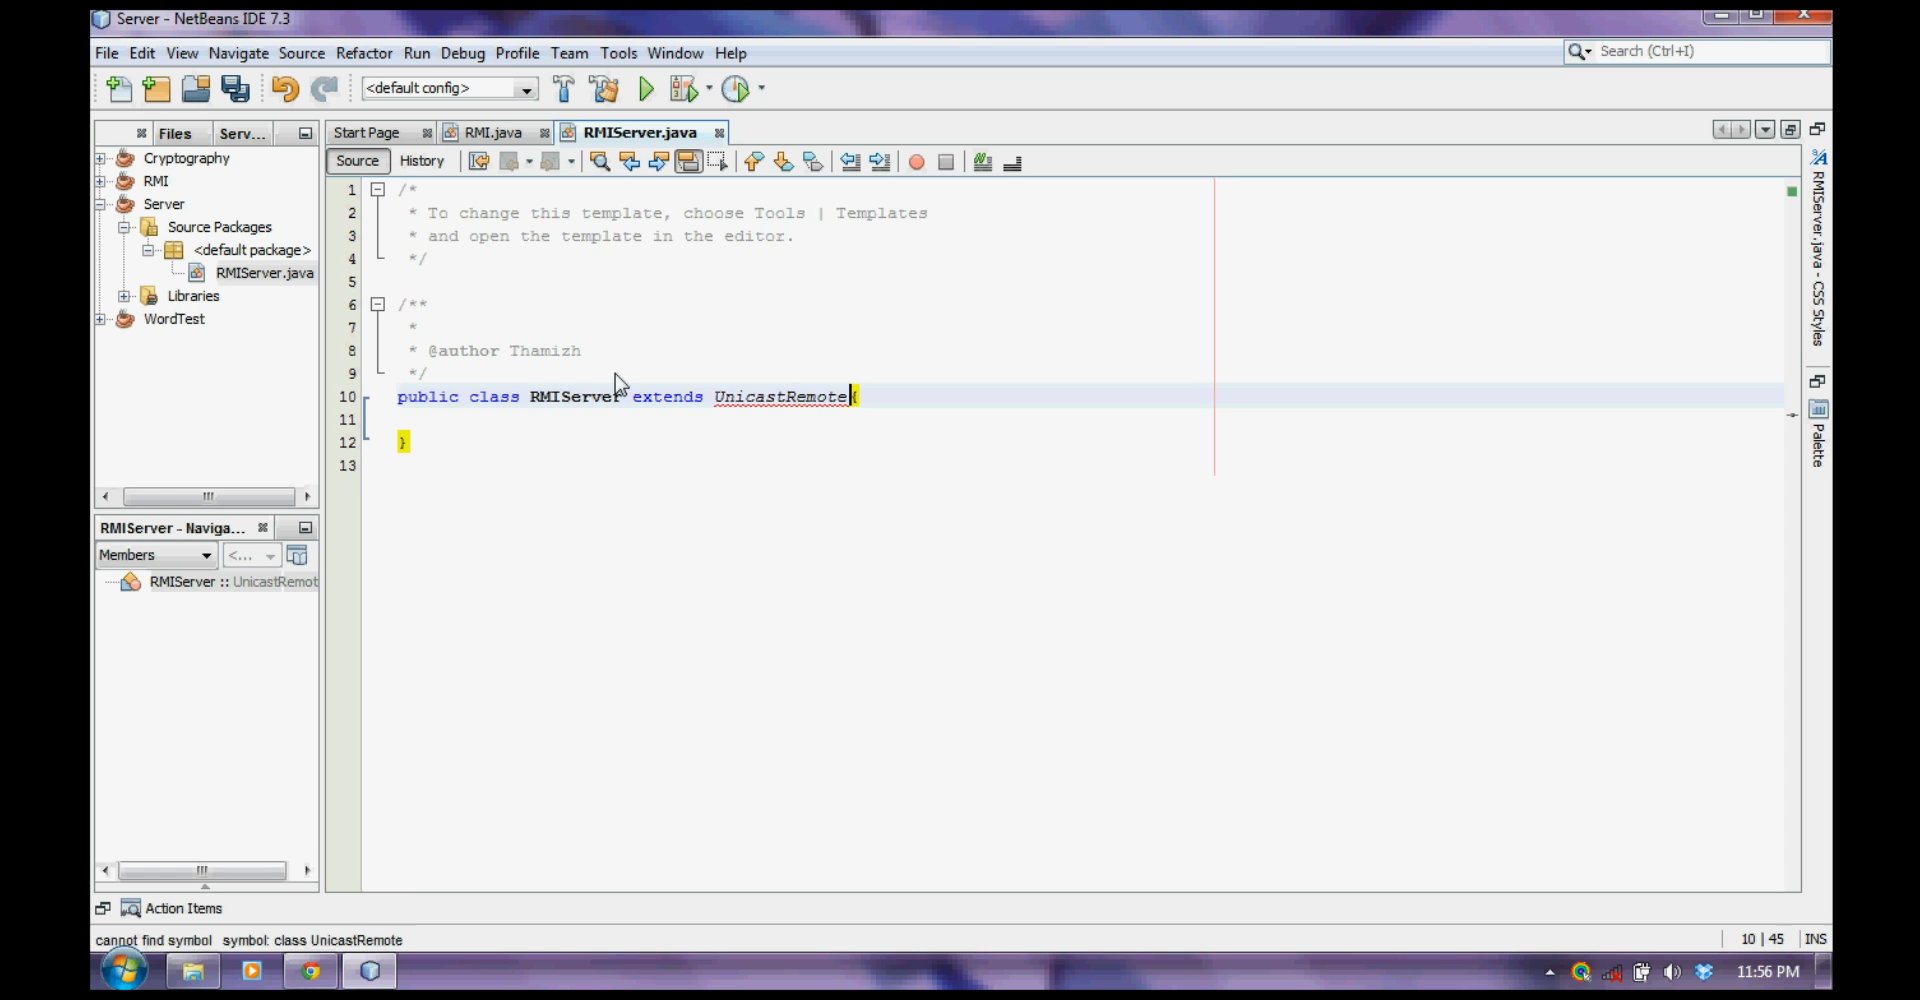 Server - NetBeans IDE 7.3
File Edit View Navigate Source Refactor Run Debug Profile Team Tools Window Help
Search (Ctrl+I)
<default config>
Files Serv...
Start Page RMI.java RMIServer.java
Source History
Cryptography
RMI
Server
Source Packages
<default package>
RMIServer.java
Libraries
WordTest
1 /*
2 * To change this template, choose Tools | Templates
3 * and open the template in the editor.
4 */
5
6 /**
7 *
8 * @author Thamizh
9 */
10 public class RMIServer extends UnicastRemote{
11
12 }
13
RMIServer.java - CSS Styles
Palette
RMIServer - Naviga...
Members <...
RMIServer :: UnicastRemot
Action Items
cannot find symbol symbol: class UnicastRemote
10 | 45 INS
11:56 PM